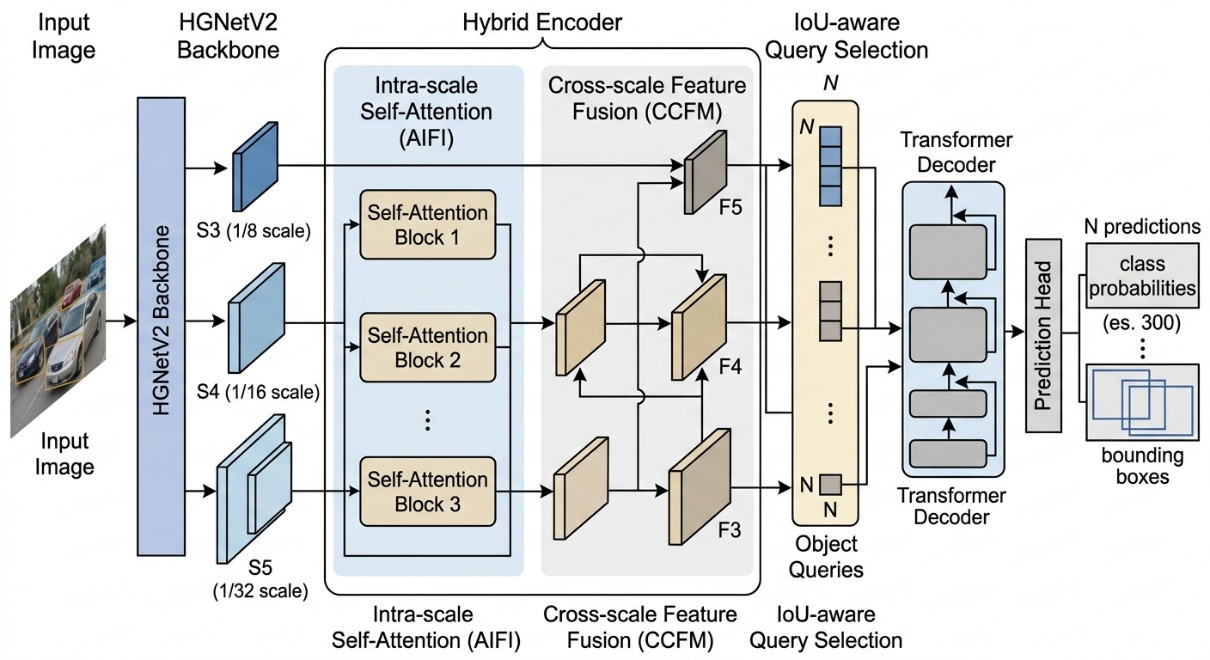 Input
Image
HGNetV2
Backbone
Hybrid Encoder
IoU-aware
Query Selection
Intra-scale
Self-Attention
(AIFI)
Cross-scale Feature
Fusion (CCFM)
N
N
Transformer
Decoder
HGNetV2 Backbone
S3 (1/8 scale)
Self-Attention
Block 1
F5
N predictions
class
probabilities
(es. 300)
Prediction Head
S4 (1/16 scale)
Self-Attention
Block 2
F4
Input
Image
bounding
boxes
Self-Attention
Block 3
F3
N
N
Transformer
Decoder
S5
(1/32 scale)
Object
Queries
Intra-scale
Self-Attention (AIFI)
Cross-scale Feature
Fusion (CCFM)
IoU-aware
Query Selection